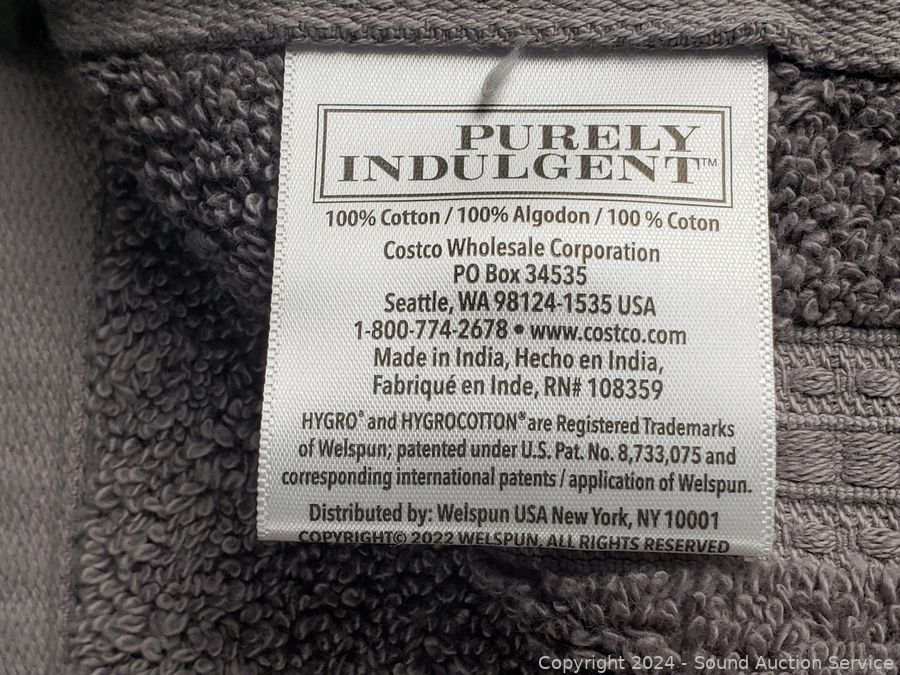 PURELY
INDULGENT™
100% Cotton / 100% Algodon / 100 % Coton
Costco Wholesale Corporation
PO Box 34535
Seattle, WA 98124-1535 USA
1-800-774-2678 • www.costco.com
Made in India, Hecho en India,
Fabriqué en Inde, RN# 108359
HYGRO® and HYGROCOTTON® are Registered Trademarks
of Welspun; patented under U.S. Pat. No. 8,733,075 and
corresponding international patents / application of Welspun.
Distributed by: Welspun USA New York, NY 10001
COPYRIGHT© 2022 WELSPUN. ALL RIGHTS RESERVED
Copyright 2024 - Sound Auction Service